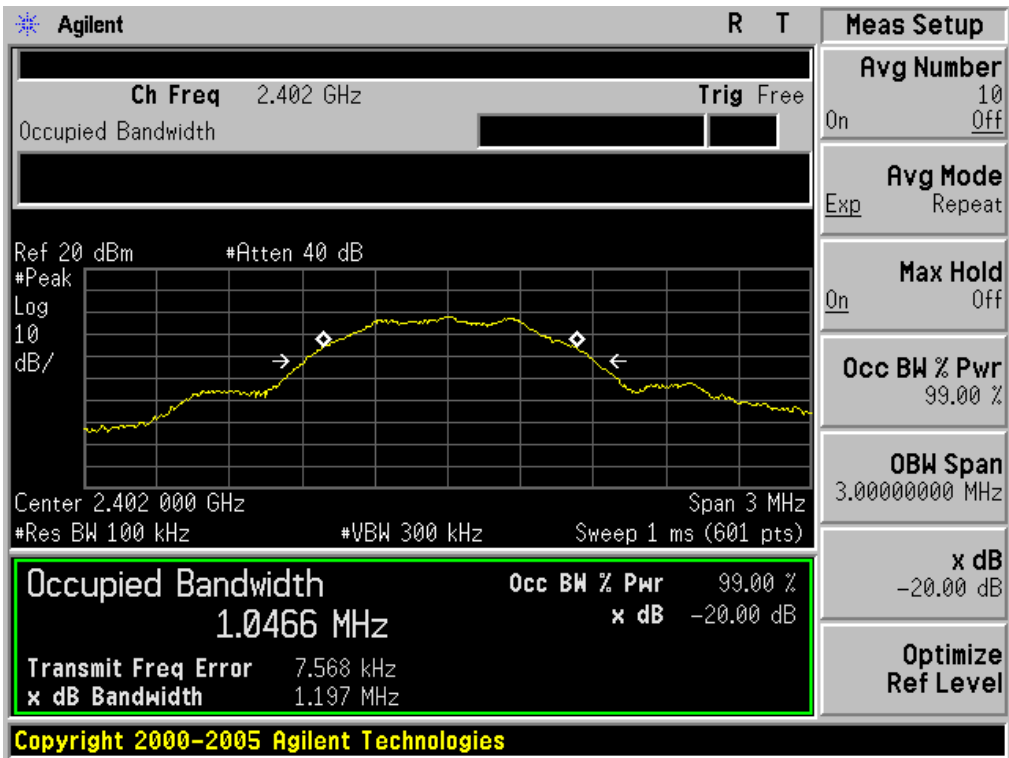 Agilent R T
Ch Freq 2.402 GHz Trig Free
Occupied Bandwidth
Ref 20 dBm #Atten 40 dB
#Peak
Log
10
dB/
Center 2.402 000 GHz Span 3 MHz
#Res BW 100 kHz #VBW 300 kHz Sweep 1 ms (601 pts)
Occupied Bandwidth Occ BW % Pwr 99.00 %
1.0466 MHz x dB -20.00 dB
Transmit Freq Error 7.568 kHz
x dB Bandwidth 1.197 MHz
Copyright 2000-2005 Agilent Technologies
Meas Setup
Avg Number
10
On Off
Avg Mode
Exp Repeat
Max Hold
On Off
Occ BW % Pwr
99.00 %
OBW Span
3.00000000 MHz
x dB
-20.00 dB
Optimize
Ref Level